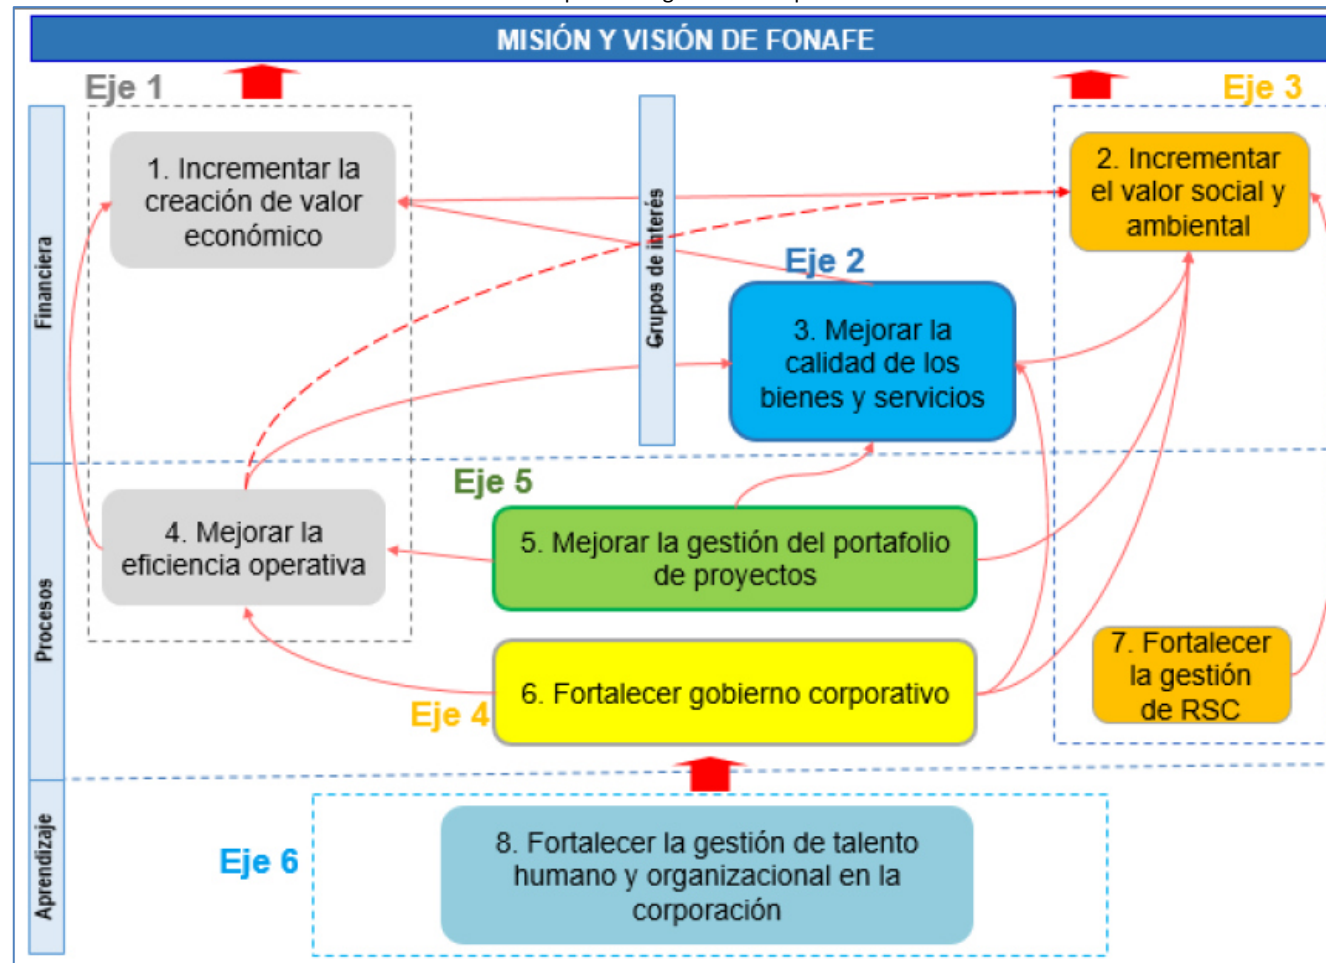 MISIÓN Y VISIÓN DE FONAFE
Eje 1
Eje 3
1. Incrementar la
creación de valor
económico
2. Incrementar
el valor social y
ambiental
Financiera
Grupos de interés
Eje 2
3. Mejorar la
calidad de los
bienes y servicios
Eje 5
4. Mejorar la
eficiencia operativa
5. Mejorar la gestión del portafolio
de proyectos
Procesos
6. Fortalecer gobierno corporativo
Eje 4
7. Fortalecer
la gestión
de RSC
Aprendizaje
Eje 6
8. Fortalecer la gestión de talento
humano y organizacional en la
corporación